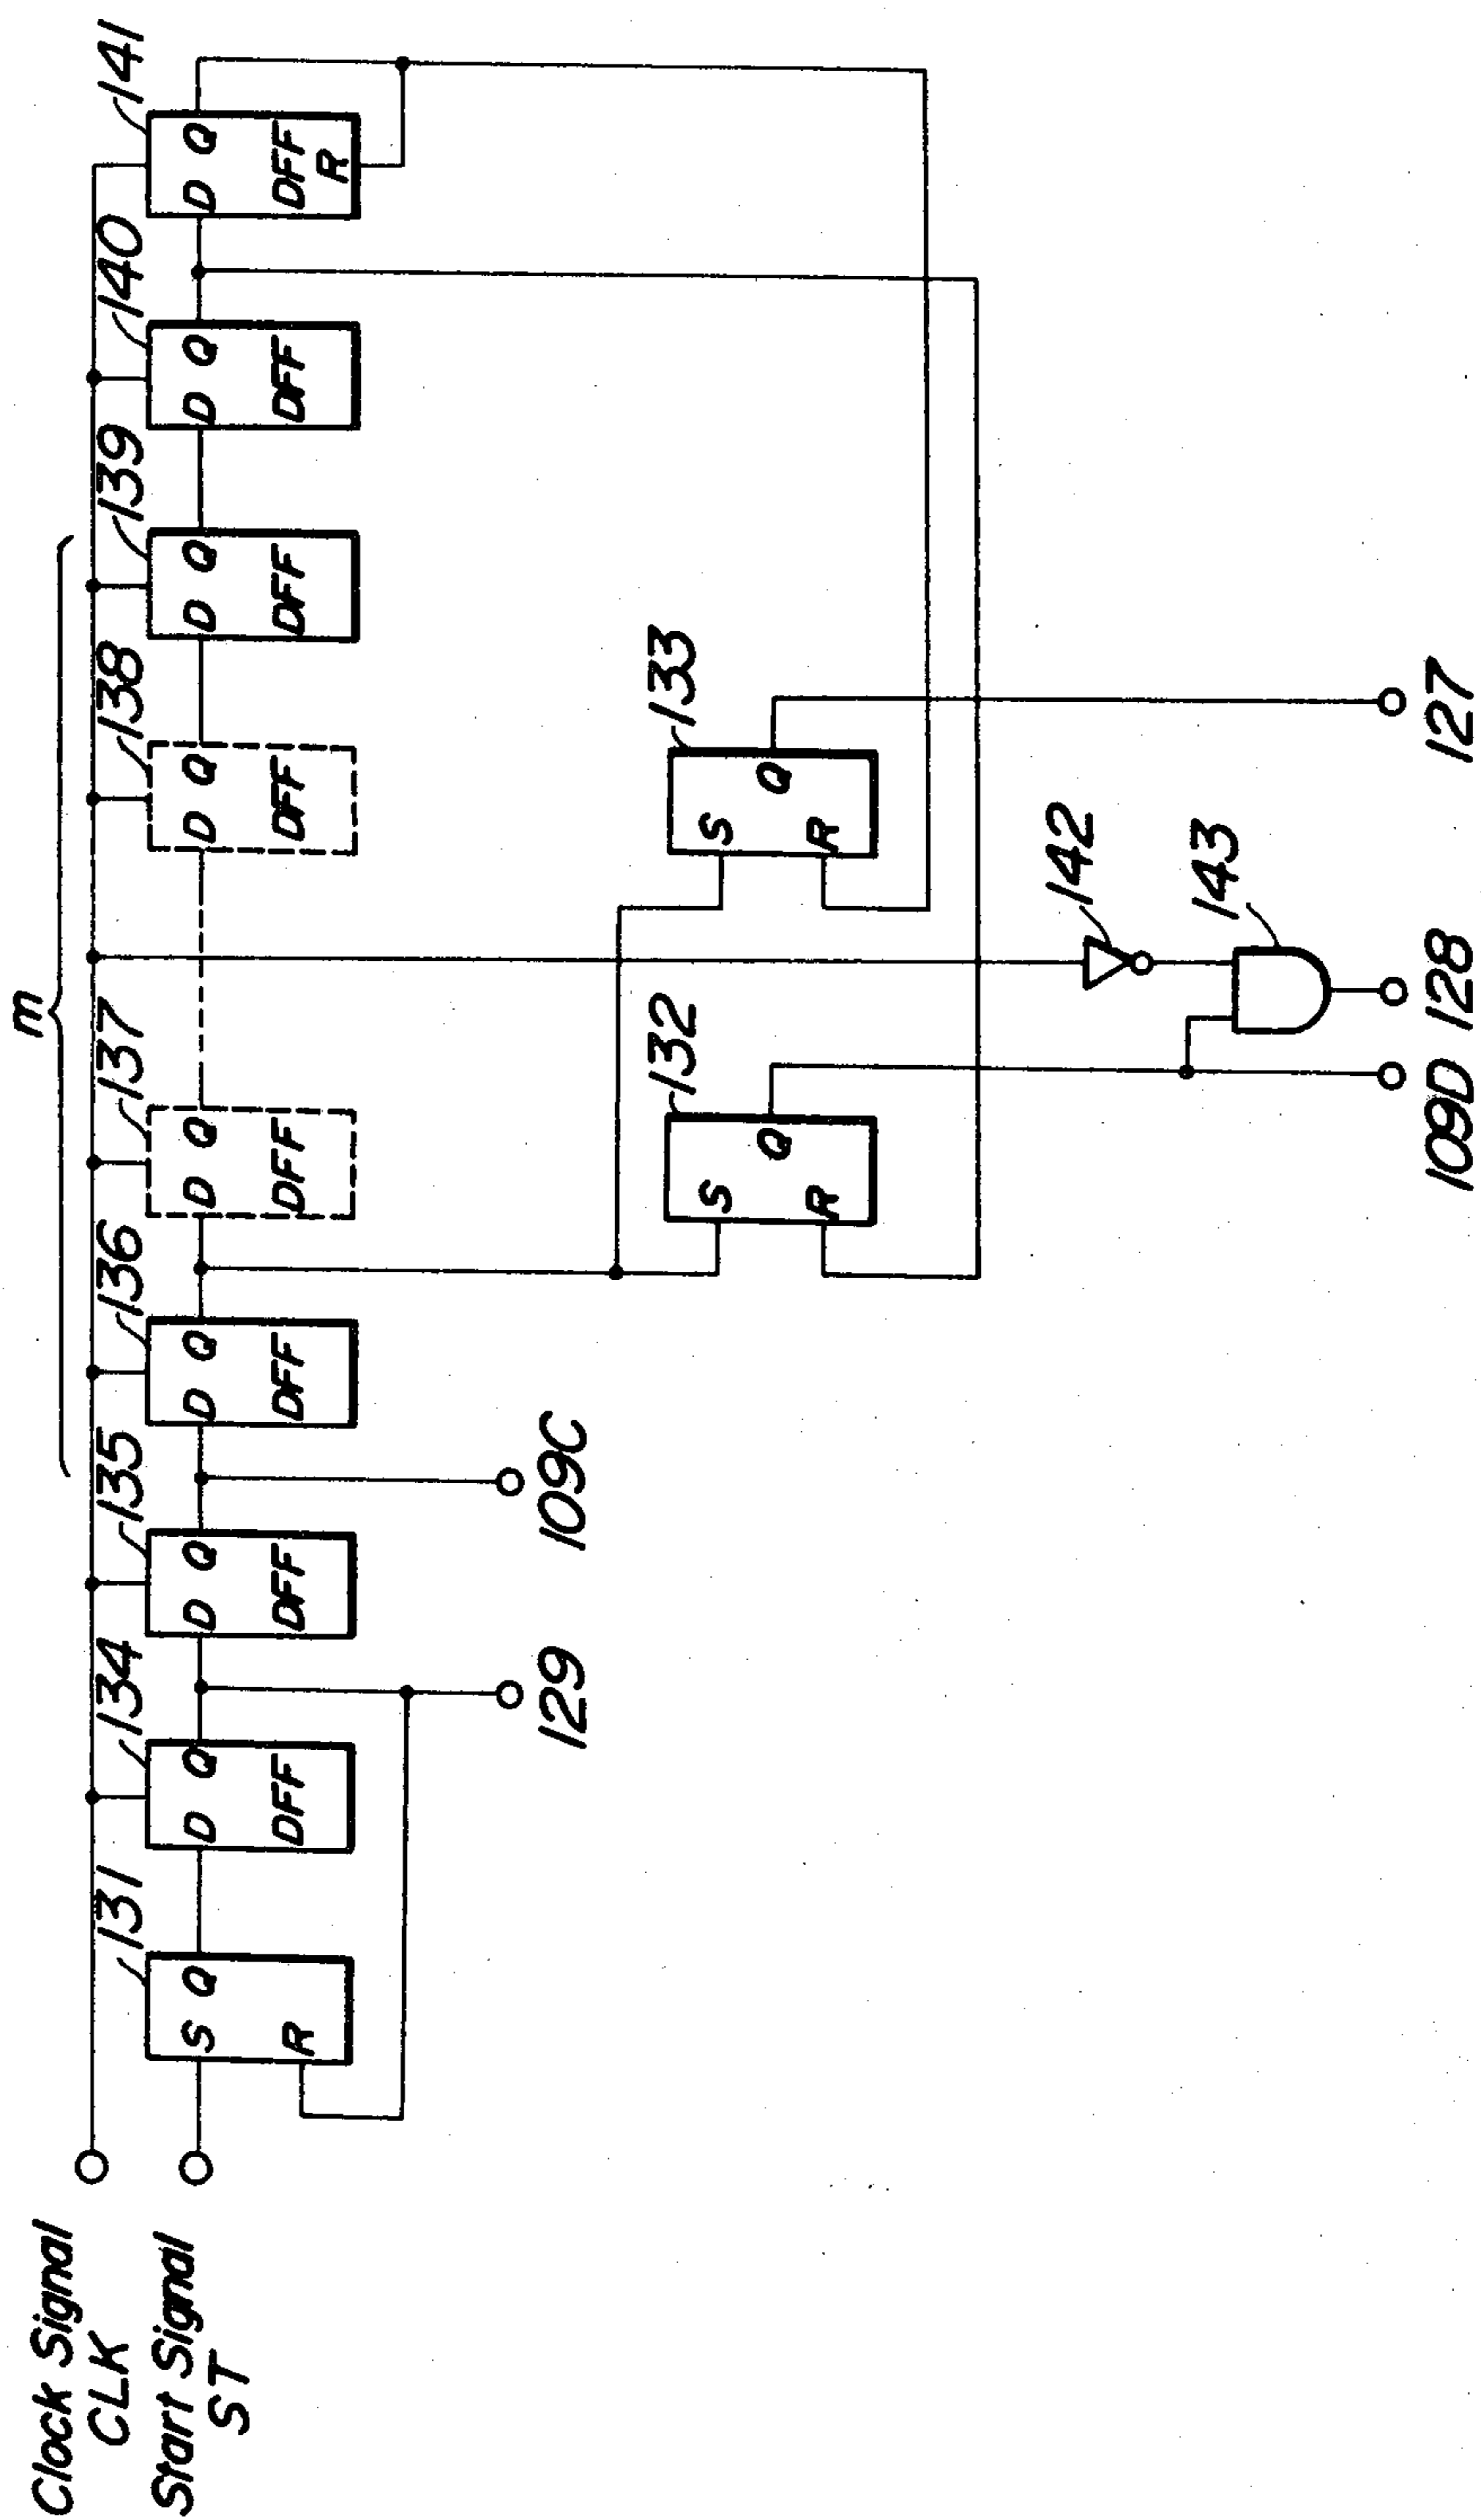 m
131
134
135
136
137
138
139
140
141
Clock Signal
CLK
Start Signal
ST
S Q
R
D Q
DFF
D Q
DFF
D Q
DFF
D Q
DFF
D Q
DFF
D Q
DFF
D Q
DFF
D Q
DFF
R
129
109C
132
S
Q
R
133
S
Q
R
142
143
109D
128
127